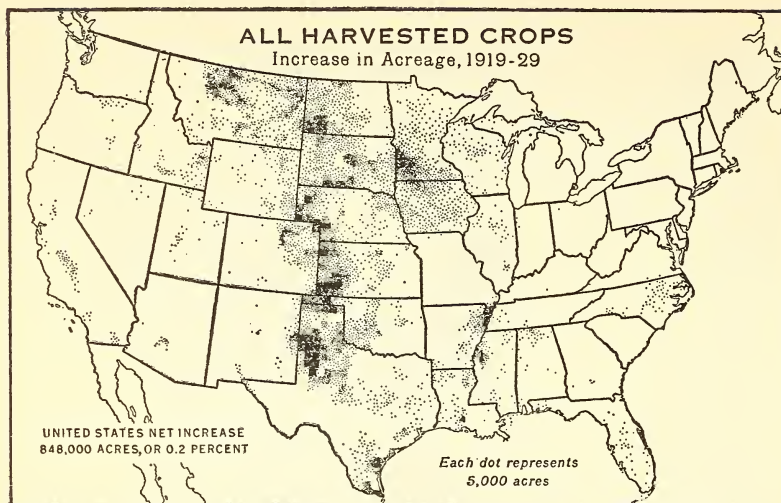 ALL HARVESTED CROPS
Increase in Acreage, 1919-29
UNITED STATES NET INCREASE
848,000 ACRES, OR 0.2 PERCENT
Each dot represents
5,000 acres